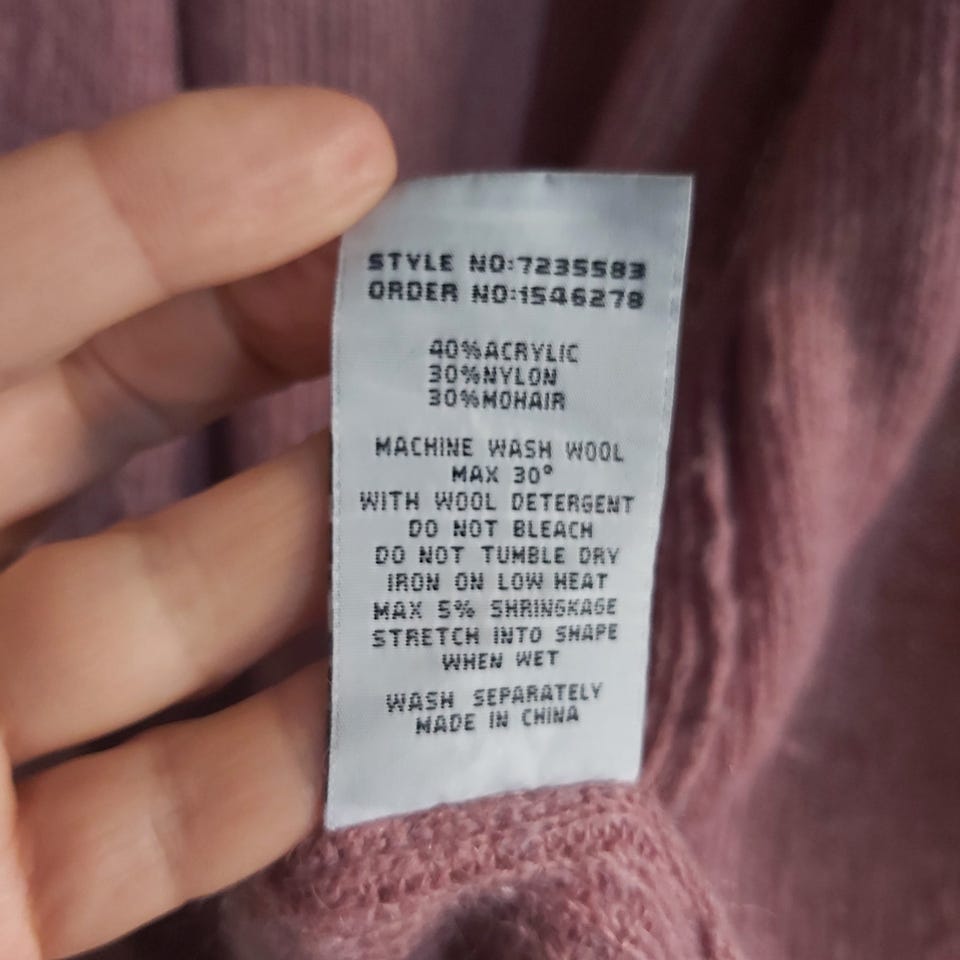 STYLE NO:7235583
ORDER NO:1546278
40%ACRYLIC
30%NYLON
30%MOHAIR
MACHINE WASH WOOL
MAX 30°
WITH WOOL DETERGENT
DO NOT BLEACH
DO NOT TUMBLE DRY
IRON ON LOW HEAT
MAX 5% SHRINGKAGE
STRETCH INTO SHAPE
WHEN WET
WASH SEPARATELY
MADE IN CHINA